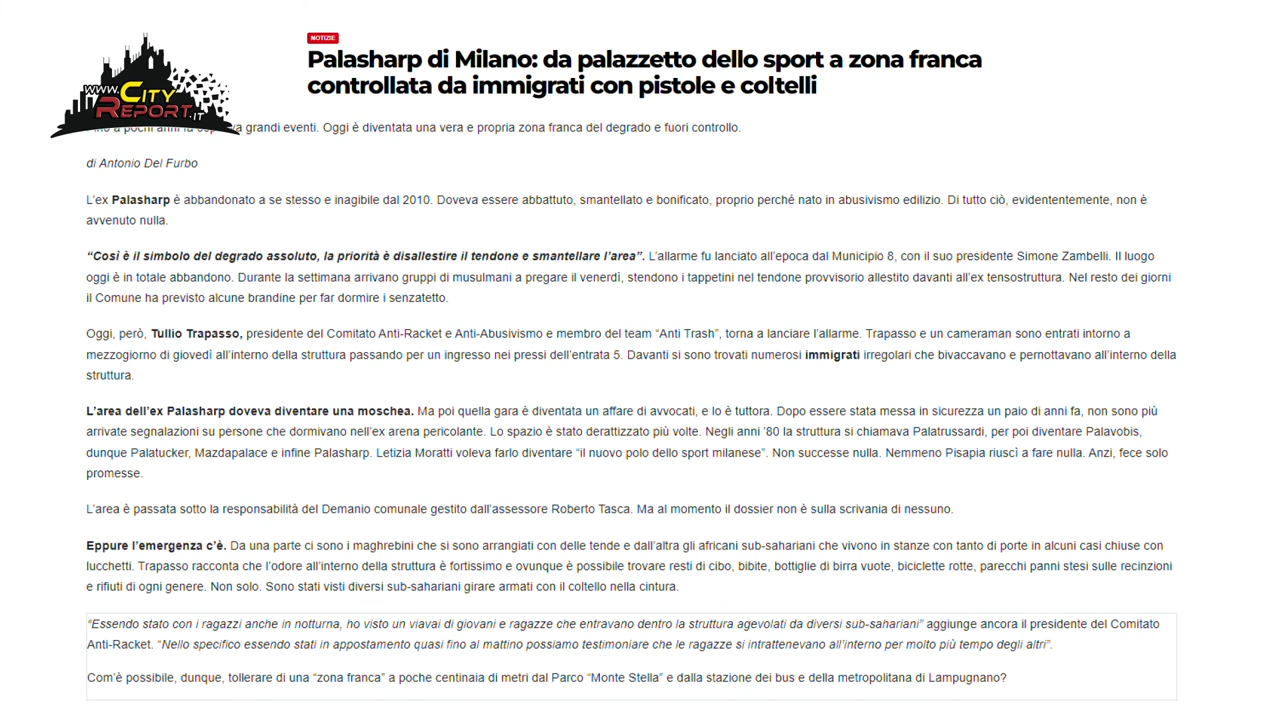 www.CITY
REPORT.IT
NOTIZIE
Palasharp di Milano: da palazzetto dello sport a zona franca
controllata da immigrati con pistole e coltelli
grandi eventi. Oggi è diventata una vera e propria zona franca del degrado e fuori controllo.
di Antonio Del Furbo
L’ex Palasharp è abbandonato a se stesso e inagibile dal 2010. Doveva essere abbattuto, smantellato e bonificato, proprio perché nato in abusivismo edilizio. Di tutto ciò, evidententemente, non è
avvenuto nulla.
“Così è il simbolo del degrado assoluto, la priorità è disallestire il tendone e smantellare l’area”. L’allarme fu lanciato all’epoca dal Municipio 8, con il suo presidente Simone Zambelli. Il luogo
oggi è in totale abbandono. Durante la settimana arrivano gruppi di musulmani a pregare il venerdì, stendono i tappetini nel tendone provvisorio allestito davanti all’ex tensostruttura. Nel resto dei giorni
il Comune ha previsto alcune brandine per far dormire i senzatetto.
Oggi, però, Tullio Trapasso, presidente del Comitato Anti-Racket e Anti-Abusivismo e membro del team “Anti Trash”, torna a lanciare l’allarme. Trapasso e un cameraman sono entrati intorno a
mezzogiorno di giovedì all’interno della struttura passando per un ingresso nei pressi dell’entrata 5. Davanti si sono trovati numerosi immigrati irregolari che bivaccavano e pernottavano all’interno della
struttura.
L’area dell’ex Palasharp doveva diventare una moschea. Ma poi quella gara è diventata un affare di avvocati, e lo è tuttora. Dopo essere stata messa in sicurezza un paio di anni fa, non sono più
arrivate segnalazioni su persone che dormivano nell’ex arena pericolante. Lo spazio è stato derattizzato più volte. Negli anni ’80 la struttura si chiamava Palatrussardi, per poi diventare Palavobis,
dunque Palatucker, Mazdapalace e infine Palasharp. Letizia Moratti voleva farlo diventare “il nuovo polo dello sport milanese”. Non successe nulla. Nemmeno Pisapia riuscì a fare nulla. Anzi, fece solo
promesse.
L’area è passata sotto la responsabilità del Demanio comunale gestito dall’assessore Roberto Tasca. Ma al momento il dossier non è sulla scrivania di nessuno.
Eppure l’emergenza c’è. Da una parte ci sono i maghrebini che si sono arrangiati con delle tende e dall’altra gli africani sub-sahariani che vivono in stanze con tanto di porte in alcuni casi chiuse con
lucchetti. Trapasso racconta che l’odore all’interno della struttura è fortissimo e ovunque è possibile trovare resti di cibo, bibite, bottiglie di birra vuote, biciclette rotte, parecchi panni stesi sulle recinzioni
e rifiuti di ogni genere. Non solo. Sono stati visti diversi sub-sahariani girare armati con il coltello nella cintura.
“Essendo stato con i ragazzi anche in notturna, ho visto un viavai di giovani e ragazze che entravano dentro la struttura agevolati da diversi sub-sahariani” aggiunge ancora il presidente del Comitato
Anti-Racket. “Nello specifico essendo stati in appostamento quasi fino al mattino possiamo testimoniare che le ragazze si intrattenevano all’interno per molto più tempo degli altri”.
Com’è possibile, dunque, tollerare di una “zona franca” a poche centinaia di metri dal Parco “Monte Stella” e dalla stazione dei bus e della metropolitana di Lampugnano?